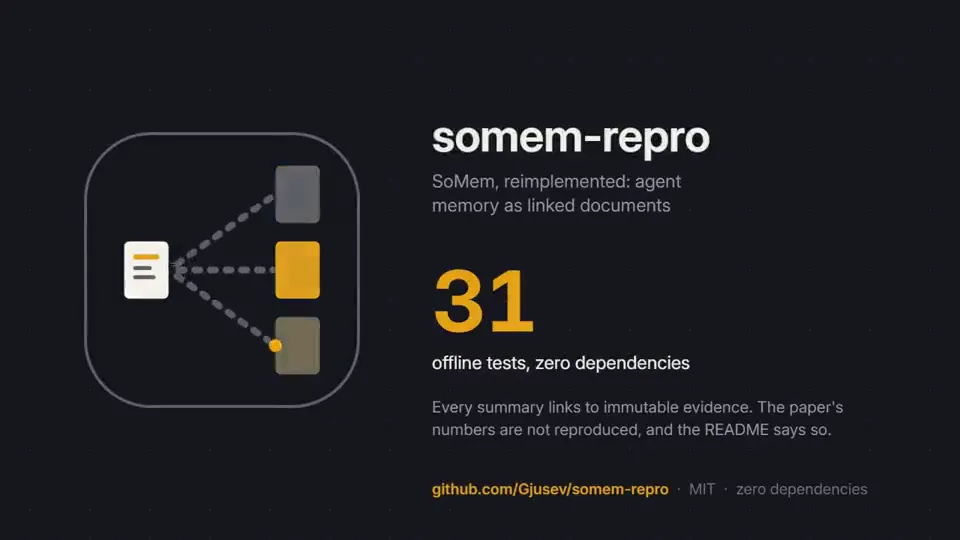 somem-repro
SoMem, reimplemented: agent
memory as linked documents
31
offline tests, zero dependencies
Every summary links to immutable evidence. The paper's
numbers are not reproduced, and the README says so.
github.com/Gjusev/somem-repro · MIT · zero dependencies